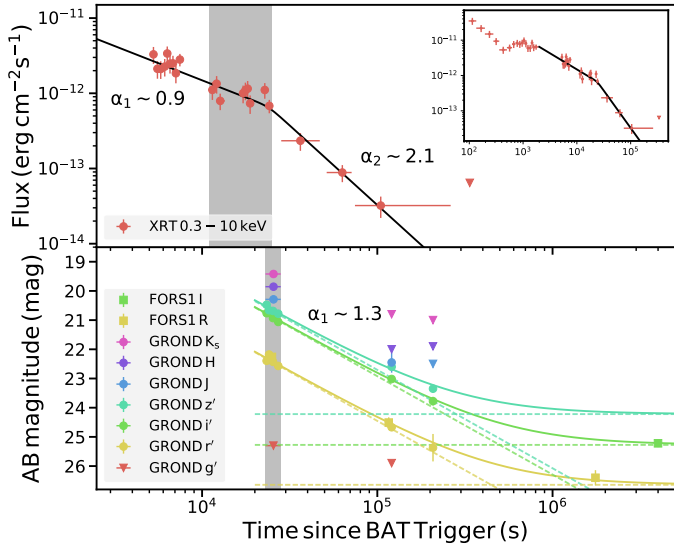 Flux (erg cm⁻²s⁻¹)
10⁻¹¹
10⁻¹²
10⁻¹³
10⁻¹⁴
α₁ ~ 0.9
α₂ ~ 2.1
XRT 0.3 − 10 keV
10⁻¹¹
10⁻¹²
10⁻¹³
10² 10³ 10⁴ 10⁵
AB magnitude (mag)
19
20
21
22
23
24
25
26
α₁ ~ 1.3
FORS1 I
FORS1 R
GROND Kₛ
GROND H
GROND J
GROND z′
GROND i′
GROND r′
GROND g′
10⁴ 10⁵ 10⁶
Time since BAT Trigger (s)